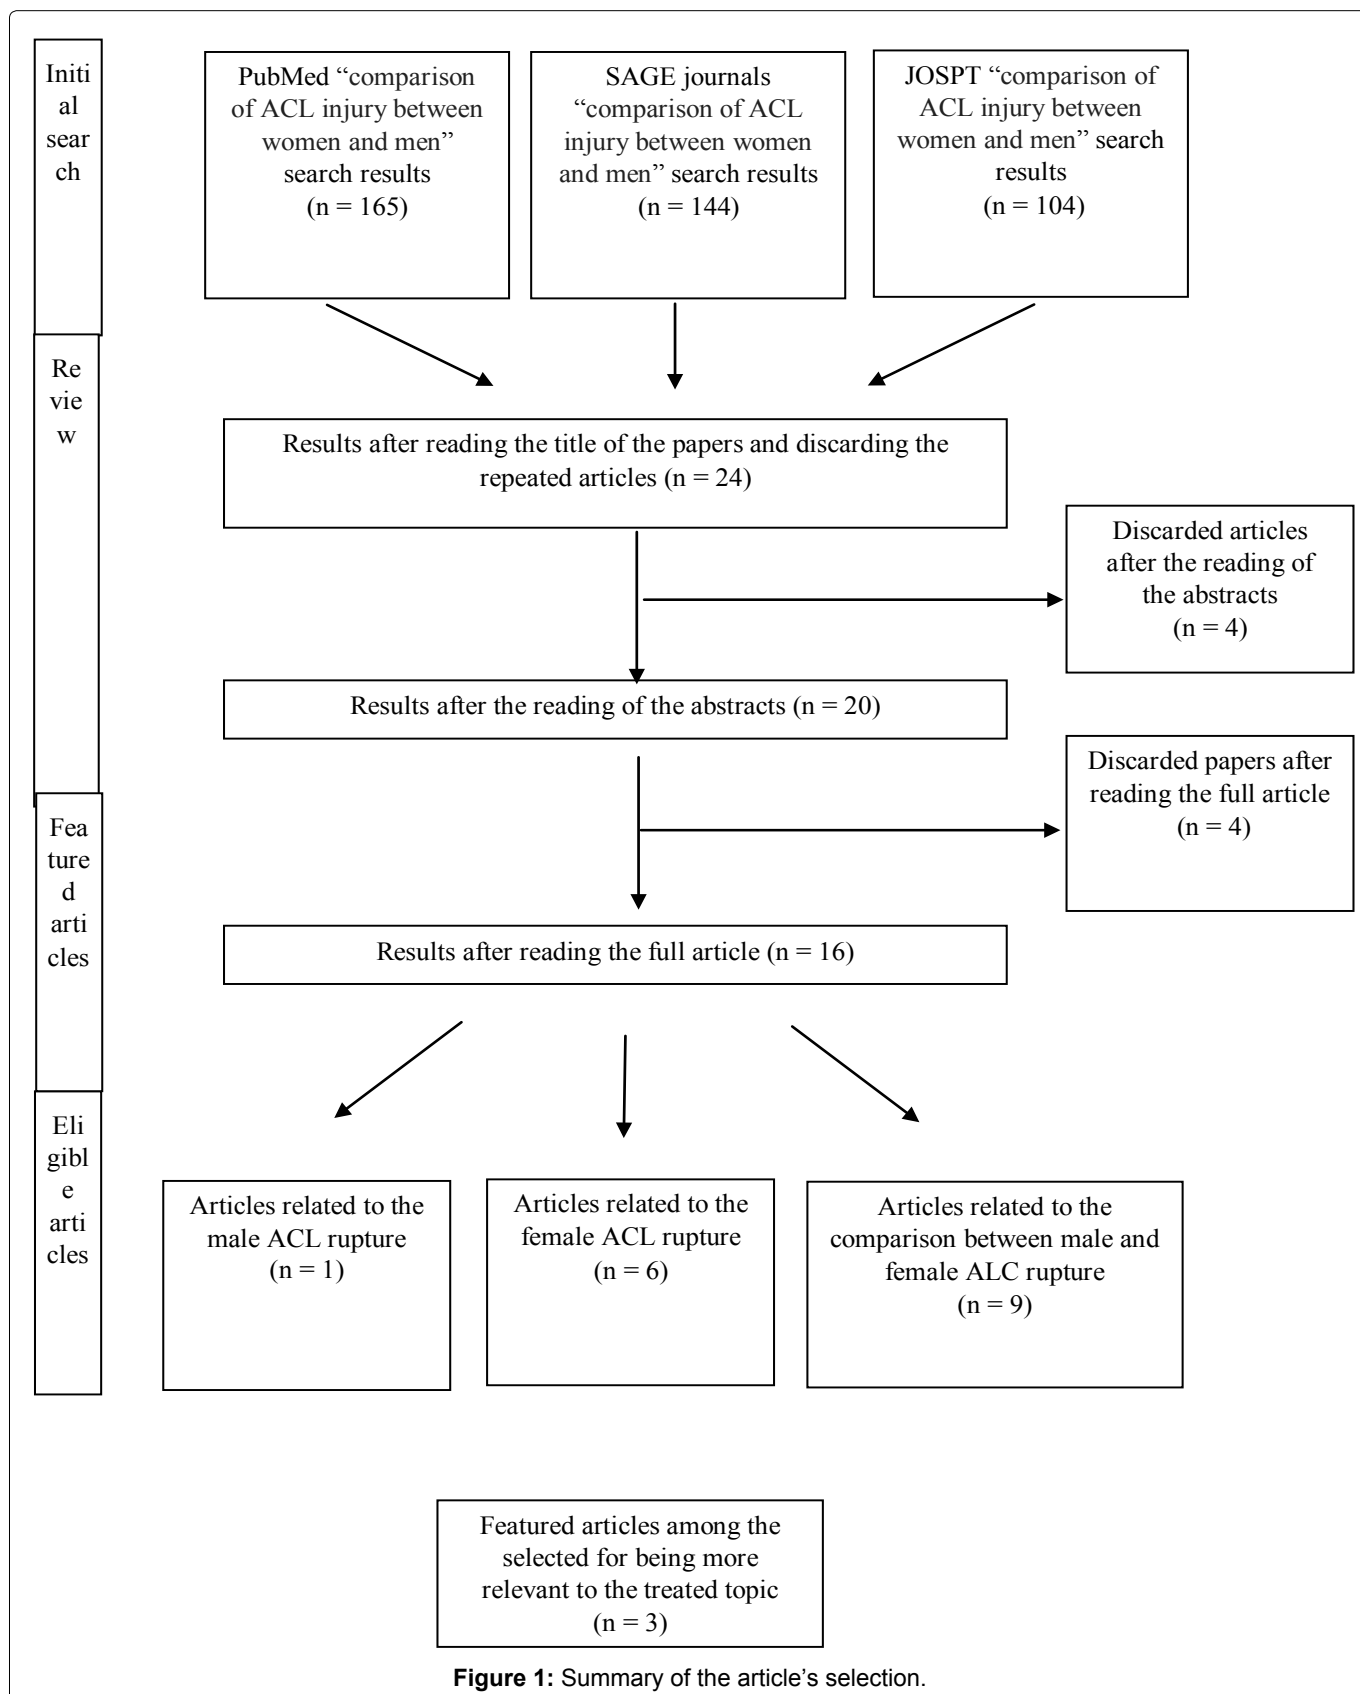 Initi
al
sear
ch
PubMed “comparison
of ACL injury between
women and men”
search results
(n = 165)
SAGE journals
“comparison of ACL
injury between women
and men” search results
(n = 144)
JOSPT “comparison of
ACL injury between
women and men” search
results
(n = 104)
Re
vie
w
Results after reading the title of the papers and discarding the
repeated articles (n = 24)
Discarded articles
after the reading of
the abstracts
(n = 4)
Results after the reading of the abstracts (n = 20)
Discarded papers after
reading the full article
(n = 4)
Fea
ture
d
arti
cles
Results after reading the full article (n = 16)
Eli
gibl
e
arti
cles
Articles related to the
male ACL rupture
(n = 1)
Articles related to the
female ACL rupture
(n = 6)
Articles related to the
comparison between male and
female ALC rupture
(n = 9)
Featured articles among the
selected for being more
relevant to the treated topic
(n = 3)
Figure 1: Summary of the article’s selection.